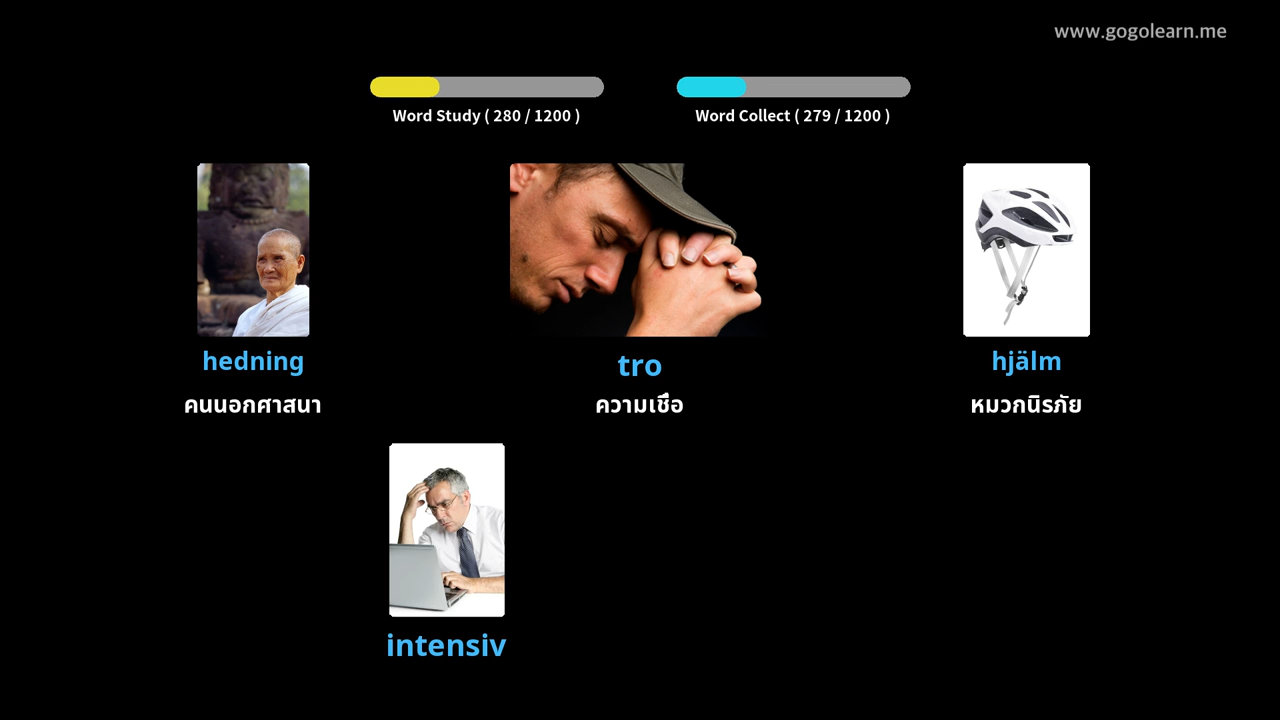 www.gogolearn.me
Word Study ( 280 / 1200 )
Word Collect ( 279 / 1200 )
hedning
tro
hjälm
คนนอกศาสนา
ความเชื่อ
หมวกนิรภัย
intensiv